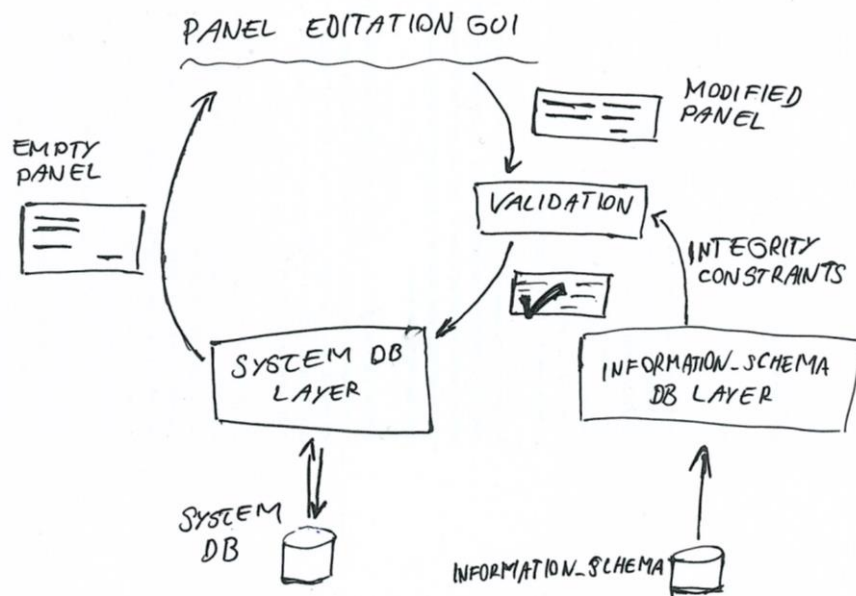 PANEL EDITATION GUI
MODIFIED
PANEL
EMPTY
PANEL
VALIDATION
INTEGRITY
CONSTRAINTS
SYSTEM DB
LAYER
INFORMATION_SCHEMA
DB LAYER
SYSTEM
DB
INFORMATION_SCHEMA